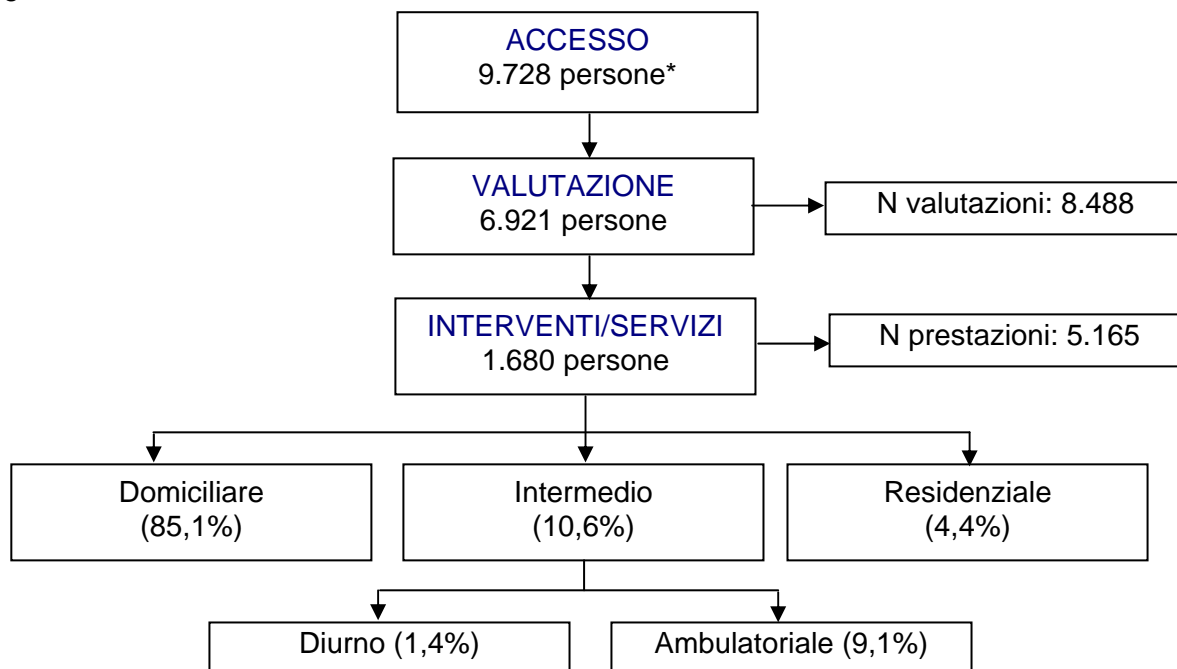 ACCESSO
9.728 persone*
VALUTAZIONE
6.921 persone
N valutazioni: 8.488
INTERVENTI/SERVIZI
1.680 persone
N prestazioni: 5.165
Domiciliare
(85,1%)
Intermedio
(10,6%)
Residenziale
(4,4%)
Diurno (1,4%)
Ambulatoriale (9,1%)